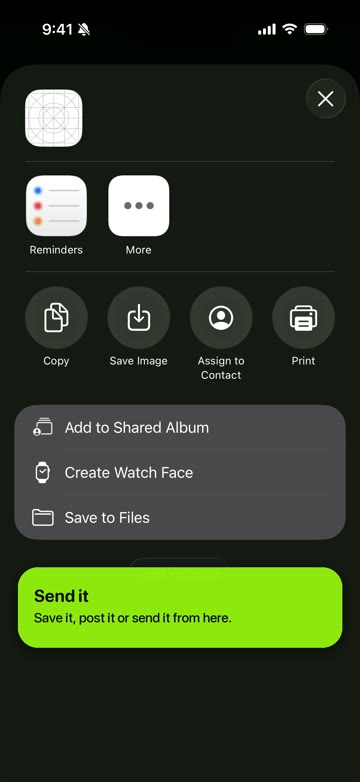 9:41
Reminders
More
Copy
Save Image
Assign to
Contact
Print
Add to Shared Album
Create Watch Face
Save to Files
Send it
Save it, post it or send it from here.